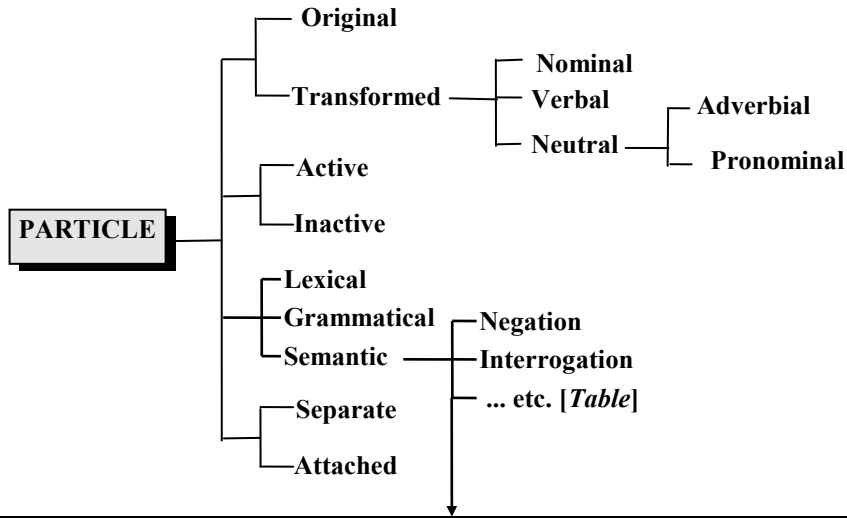 Original
Transformed
Nominal
Verbal
Neutral
Adverbial
Pronominal
PARTICLE
Active
Inactive
Lexical
Grammatical
Semantic
Negation
Interrogation
... etc. [Table]
Separate
Attached